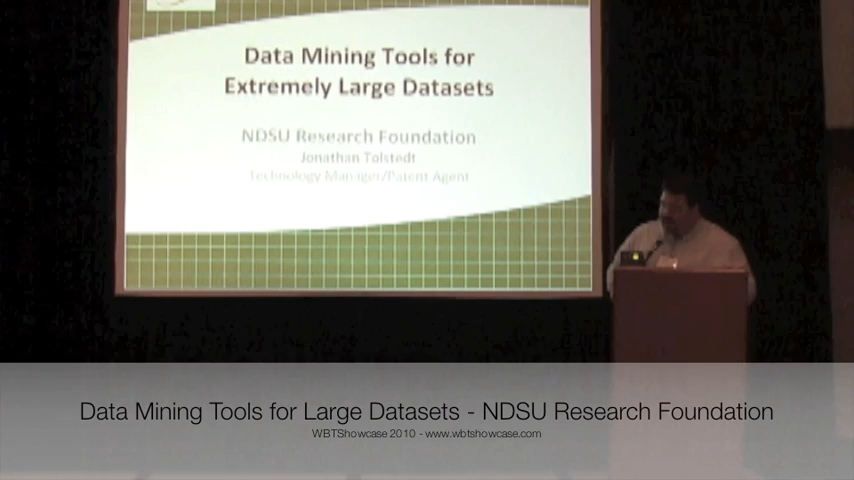 Data Mining Tools for
Extremely Large Datasets
NDSU Research Foundation
Jonathan Tolstedt
Technology Manager/Patent Agent
Data Mining Tools for Large Datasets - NDSU Research Foundation
WBTShowcase 2010 - www.wbtshowcase.com